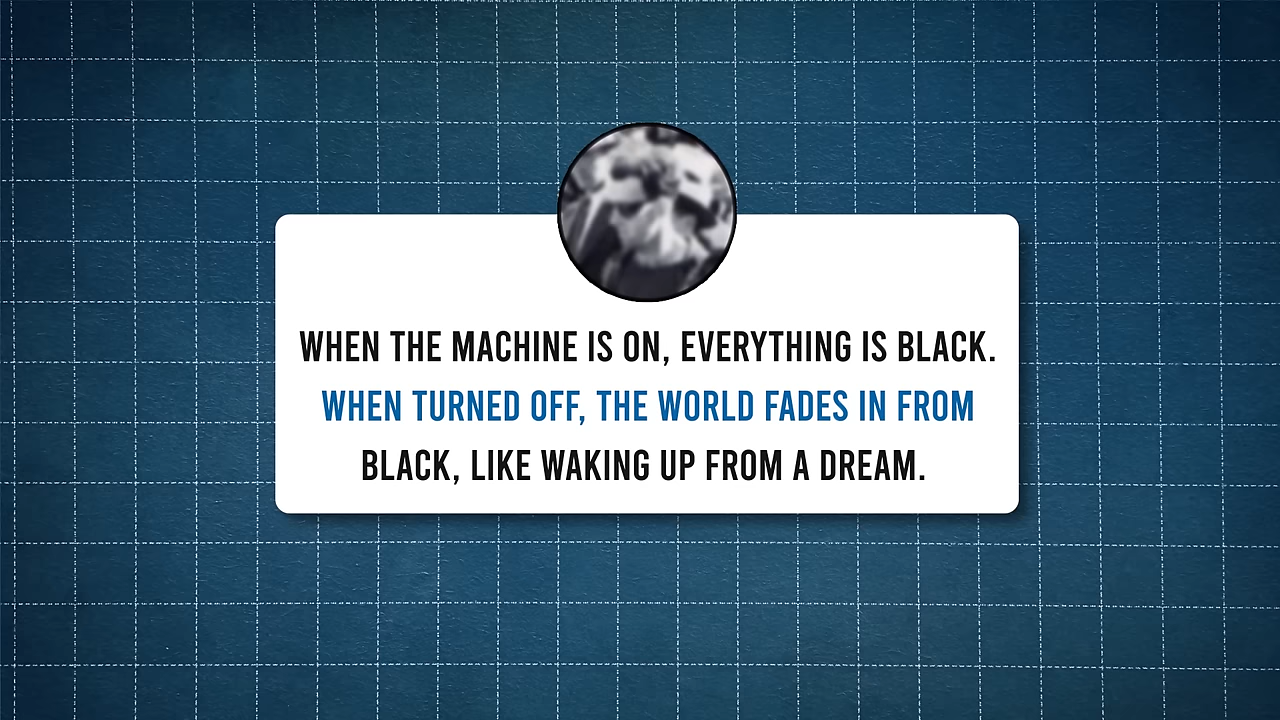 WHEN THE MACHINE IS ON, EVERYTHING IS BLACK.
WHEN TURNED OFF, THE WORLD FADES IN FROM
BLACK, LIKE WAKING UP FROM A DREAM.